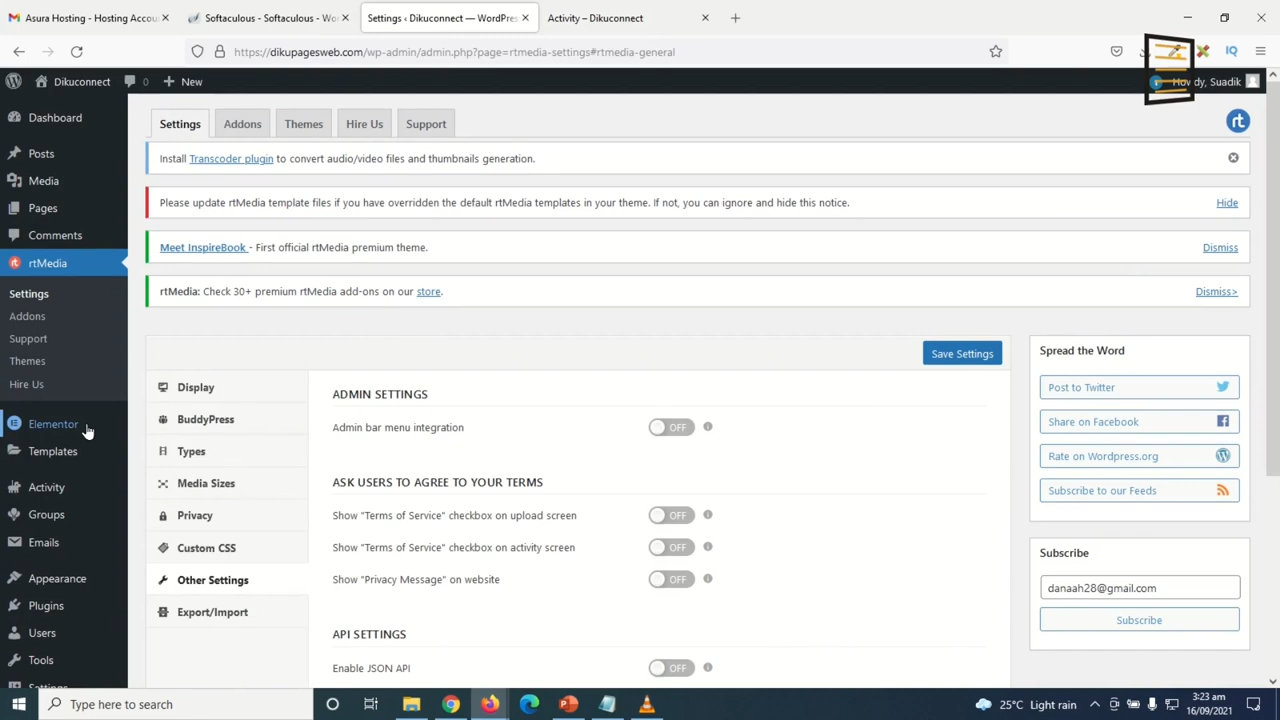 Asura Hosting - Hosting Accou
Softaculous - Softaculous - Wo
Settings ‹ Dikuconnect — WordPres
Activity – Dikuconnect
https://dikupagesweb.com/wp-admin/admin.php?page=rtmedia-settings#rtmedia-general
IQ
Dikuconnect
0
New
dy, Suadik
Dashboard
Posts
Media
Pages
Comments
rtMedia
Settings
Addons
Support
Themes
Hire Us
Elementor
Templates
Activity
Groups
Emails
Appearance
Plugins
Users
Tools
Settings
Settings
Addons
Themes
Hire Us
Support
rt
Install Transcoder plugin to convert audio/video files and thumbnails generation.
Please update rtMedia template files if you have overridden the default rtMedia templates in your theme. If not, you can ignore and hide this notice.
Hide
Meet InspireBook - First official rtMedia premium theme.
Dismiss
rtMedia: Check 30+ premium rtMedia add-ons on our store.
Dismiss>
Save Settings
Display
BuddyPress
Types
Media Sizes
Privacy
Custom CSS
Other Settings
Export/Import
ADMIN SETTINGS
Admin bar menu integration
OFF
ASK USERS TO AGREE TO YOUR TERMS
Show "Terms of Service" checkbox on upload screen
OFF
Show "Terms of Service" checkbox on activity screen
OFF
Show "Privacy Message" on website
OFF
API SETTINGS
Enable JSON API
OFF
Spread the Word
Post to Twitter
Share on Facebook
Rate on Wordpress.org
Subscribe to our Feeds
Subscribe
danaah28@gmail.com
Subscribe
Type here to search
25°C Light rain
3:23 am
16/09/2021